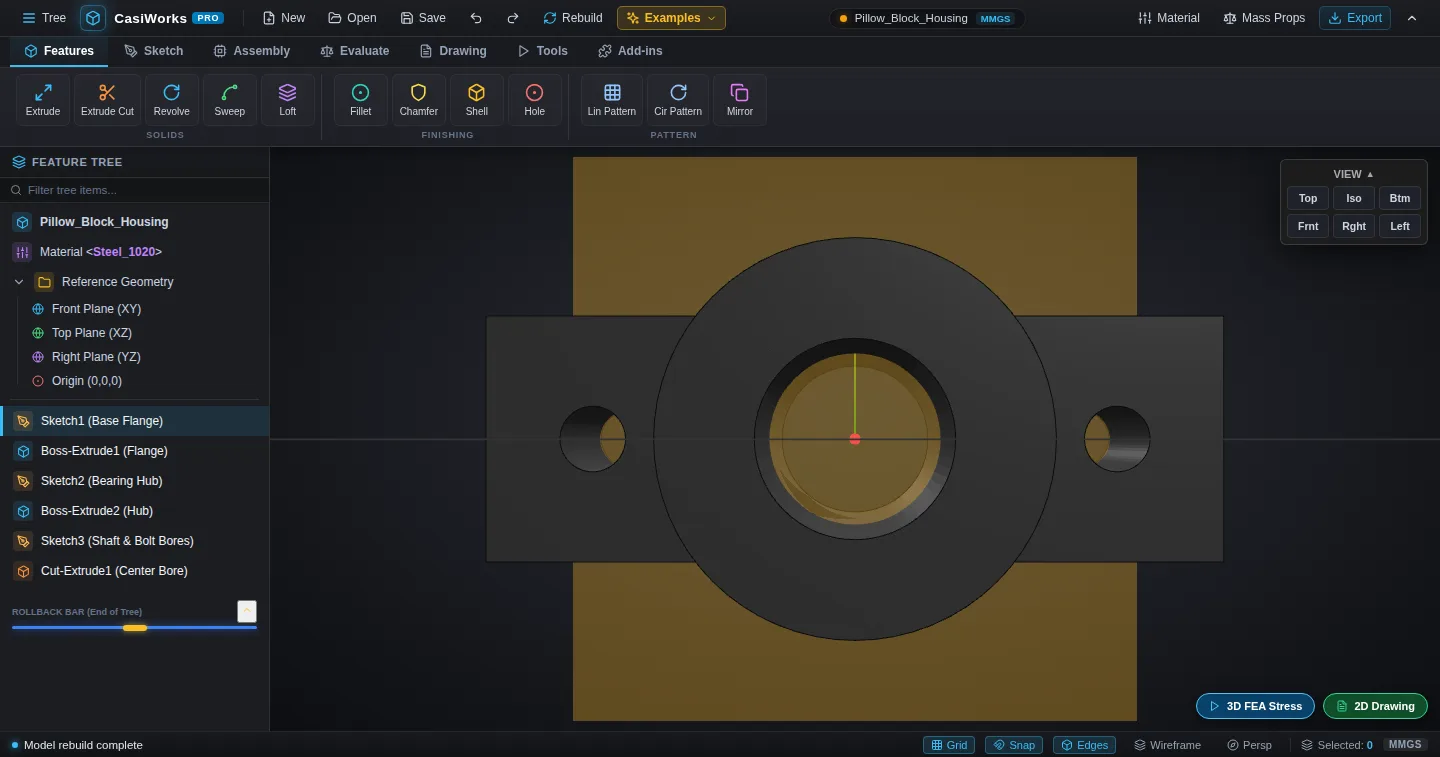 Tree CasiWorks PRO New Open Save Rebuild Examples Pillow_Block_Housing MMGS Material Mass Props Export
Features Sketch Assembly Evaluate Drawing Tools Add-ins
Extrude Extrude Cut Revolve Sweep Loft Fillet Chamfer Shell Hole Lin Pattern Cir Pattern Mirror
SOLIDS FINISHING PATTERN
FEATURE TREE
Filter tree items...
Pillow_Block_Housing
Material <Steel_1020>
Reference Geometry
Front Plane (XY)
Top Plane (XZ)
Right Plane (YZ)
Origin (0,0,0)
Sketch1 (Base Flange)
Boss-Extrude1 (Flange)
Sketch2 (Bearing Hub)
Boss-Extrude2 (Hub)
Sketch3 (Shaft & Bolt Bores)
Cut-Extrude1 (Center Bore)
ROLLBACK BAR (End of Tree)
VIEW ▲
Top Iso Btm
Frnt Rght Left
3D FEA Stress 2D Drawing
Model rebuild complete Grid Snap Edges Wireframe Persp Selected: 0 MMGS